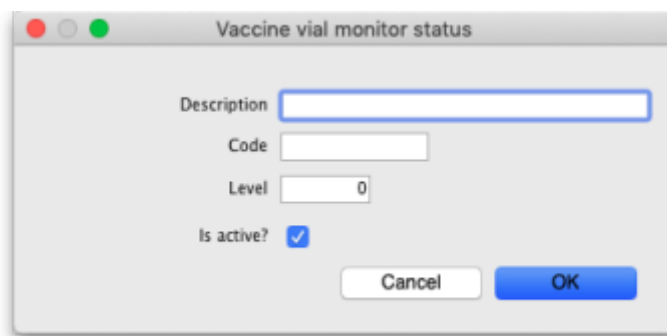 Vaccine vial monitor status
Description
Code
Level 0
Is active?
Cancel OK